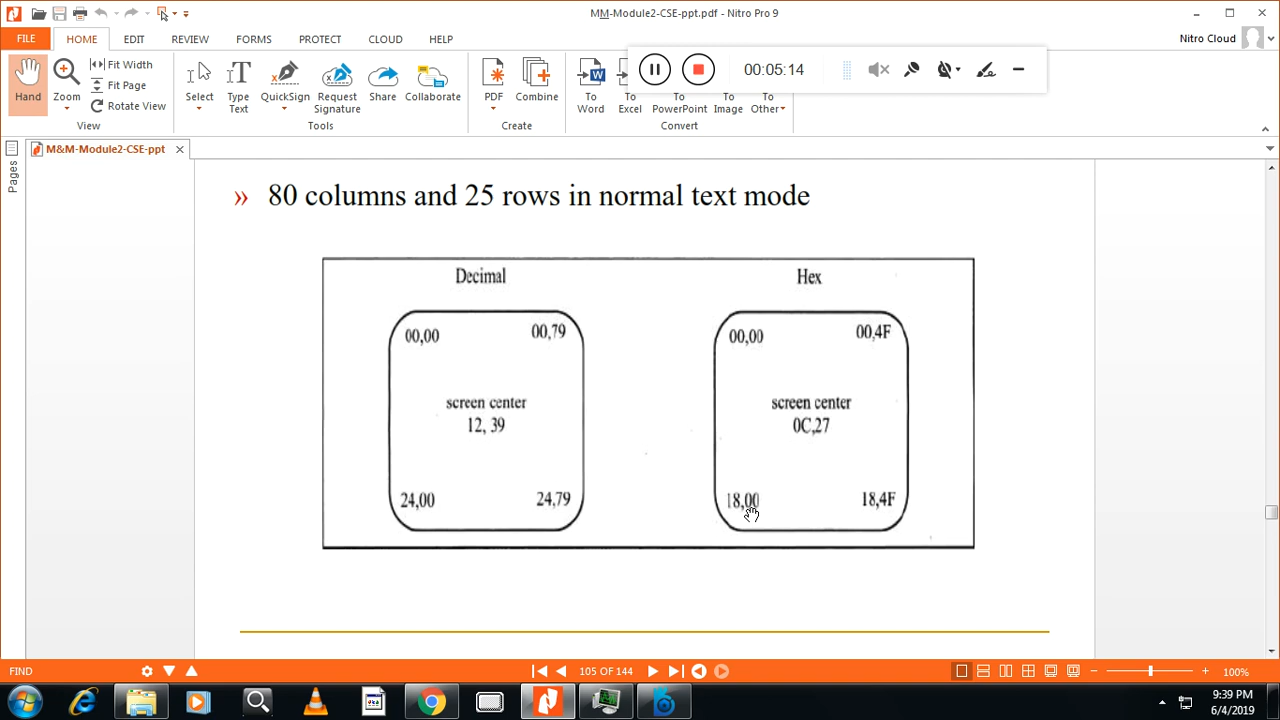 MM-Module2-CSE-ppt.pdf - Nitro Pro 9
FILE HOME EDIT REVIEW FORMS PROTECT CLOUD HELP
Nitro Cloud
00:05:14
Hand
Zoom
Fit Width
Fit Page
Rotate View
View
Select
Type Text
QuickSign
Request Signature
Share
Collaborate
Tools
PDF
Combine
Create
To Word
To Excel
To PowerPoint
To Image
To Other
Convert
M&M-Module2-CSE-ppt
Pages
» 80 columns and 25 rows in normal text mode
Decimal
00,00 00,79
screen center
12, 39
24,00 24,79
Hex
00,00 00,4F
screen center
0C,27
18,00 18,4F
FIND
105 OF 144
100%
9:39 PM
6/4/2019